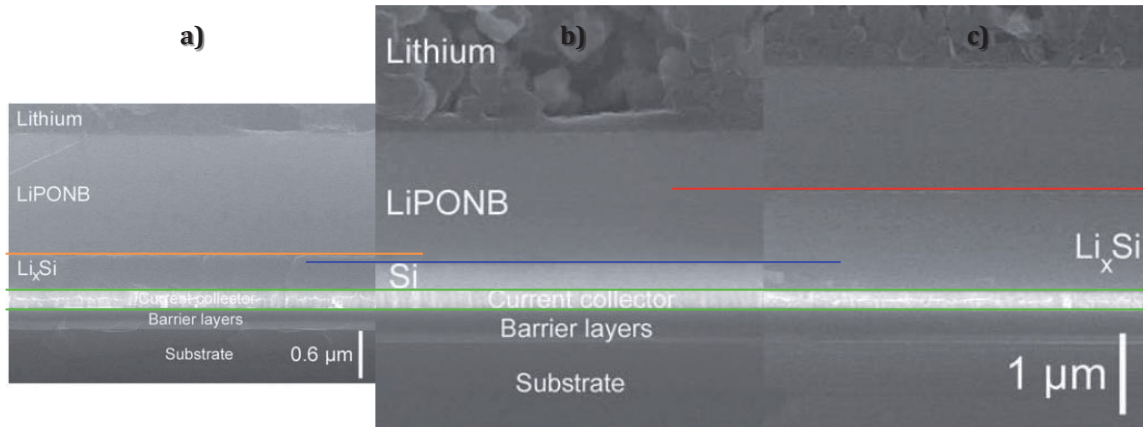 a)
b)
c)
Lithium
LiPONB
LiₓSi
Current collector
Barrier layers
Substrate
0.6 µm
Lithium
LiPONB
Si
Current collector
Barrier layers
Substrate
LiₓSi
1 µm